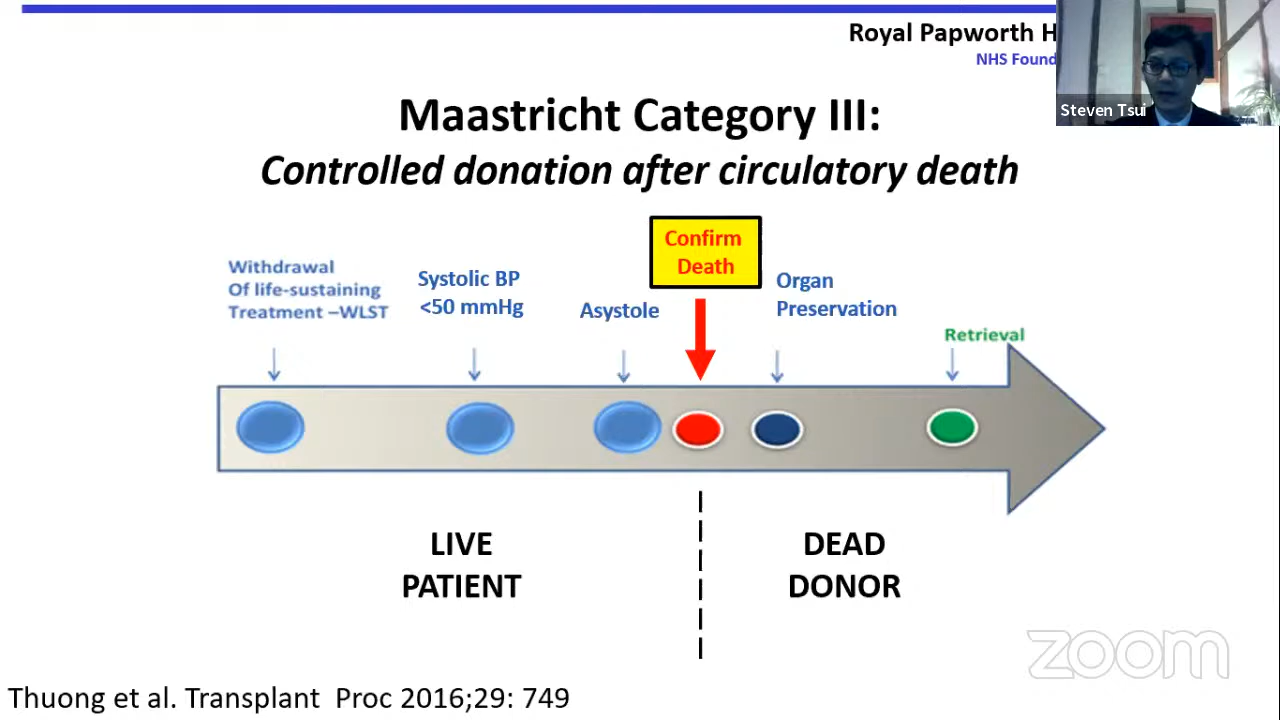 Royal Papworth H
NHS Found
Steven Tsui
Maastricht Category III:
Controlled donation after circulatory death
Confirm
Death
Withdrawal
Of life-sustaining
Treatment –WLST
Systolic BP
<50 mmHg
Asystole
Organ
Preservation
Retrieval
LIVE
PATIENT
DEAD
DONOR
zoom
Thuong et al. Transplant Proc 2016;29: 749